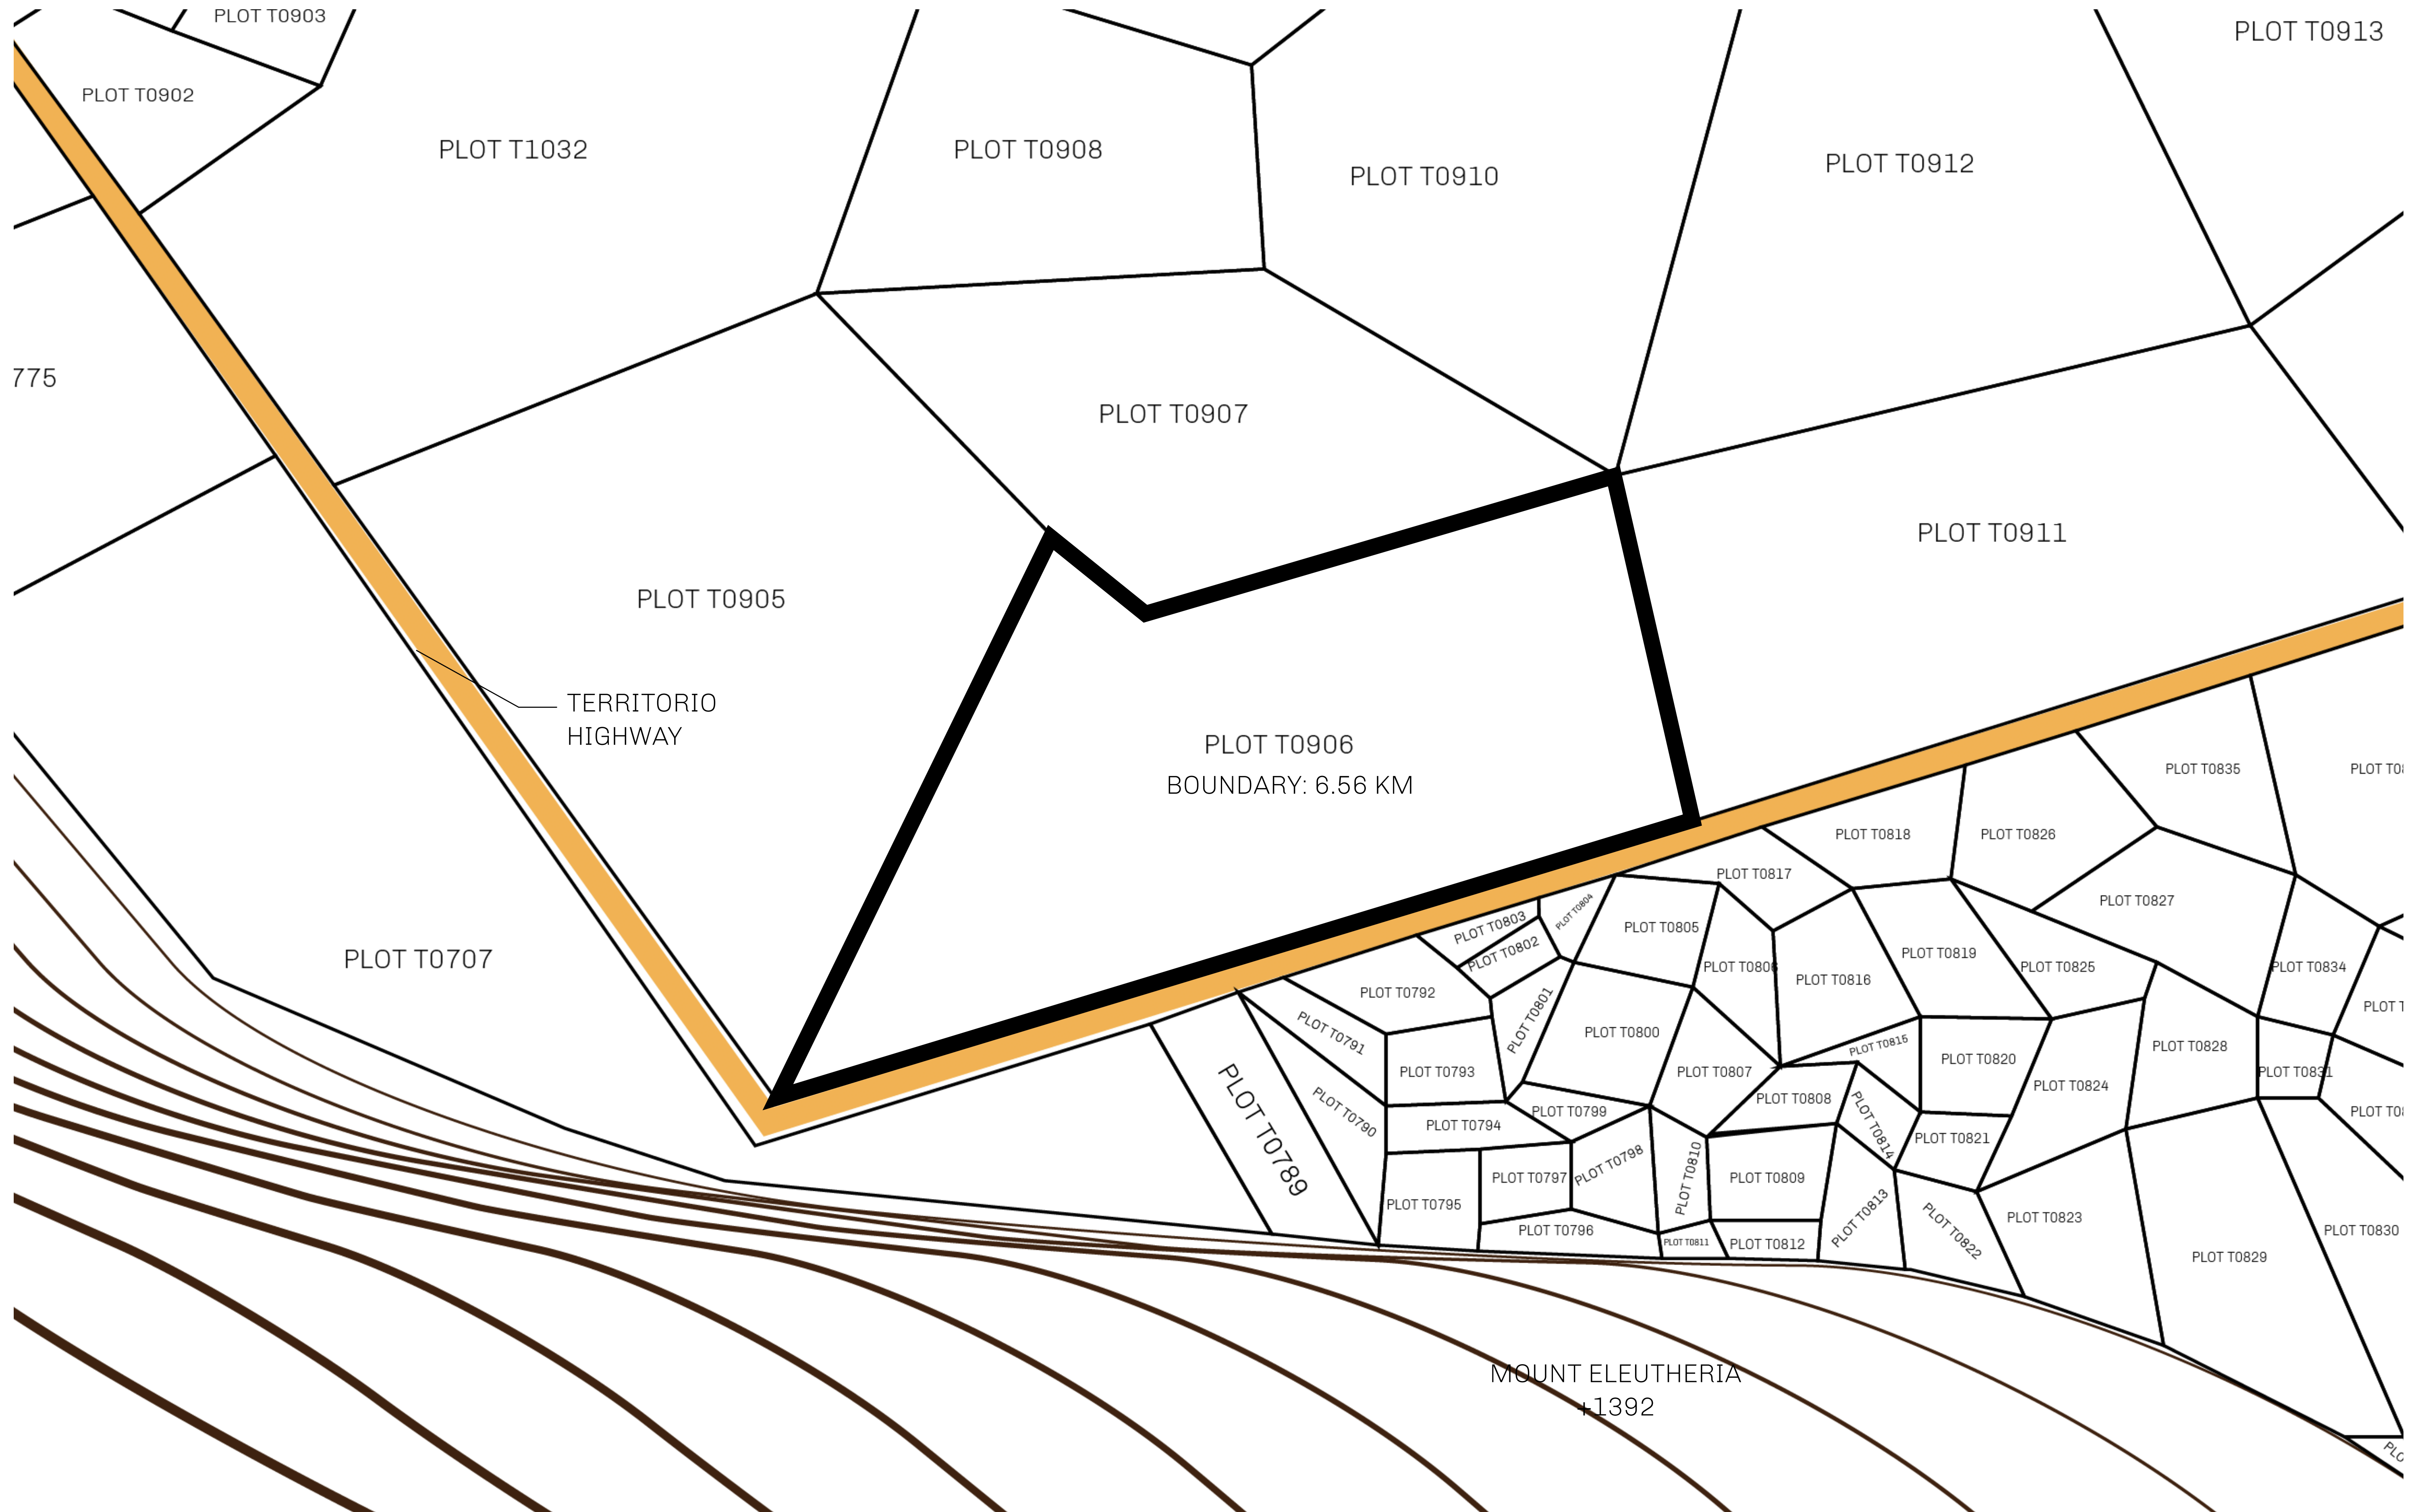 PLOT T0903
PLOT T0913
PLOT T0902
PLOT T1032
PLOT T0908
PLOT T0910
PLOT T0912
775
PLOT T0907
PLOT T0911
PLOT T0905
TERRITORIO
HIGHWAY
PLOT T0906
BOUNDARY: 6.56 KM
PLOT T0835
PLOT T0818
PLOT T0826
PLOT T0817
PLOT T0827
PLOT T0803
PLOT T0804
PLOT T0805
PLOT T0802
PLOT T0819
PLOT T0806
PLOT T0825
PLOT T0834
PLOT T0707
PLOT T0816
PLOT T0792
PLOT T0801
PLOT T0791
PLOT T0800
PLOT T0815
PLOT T0828
PLOT T0820
PLOT T0793
PLOT T0807
PLOT T0831
PLOT T0824
PLOT T0808
PLOT T0790
PLOT T0799
PLOT T0794
PLOT T0814
PLOT T0789
PLOT T0821
PLOT T0798
PLOT T0810
PLOT T0797
PLOT T0809
PLOT T0795
PLOT T0813
PLOT T0823
PLOT T0822
PLOT T0796
PLOT T0830
PLOT T0811
PLOT T0812
PLOT T0829
MOUNT ELEUTHERIA
+1392